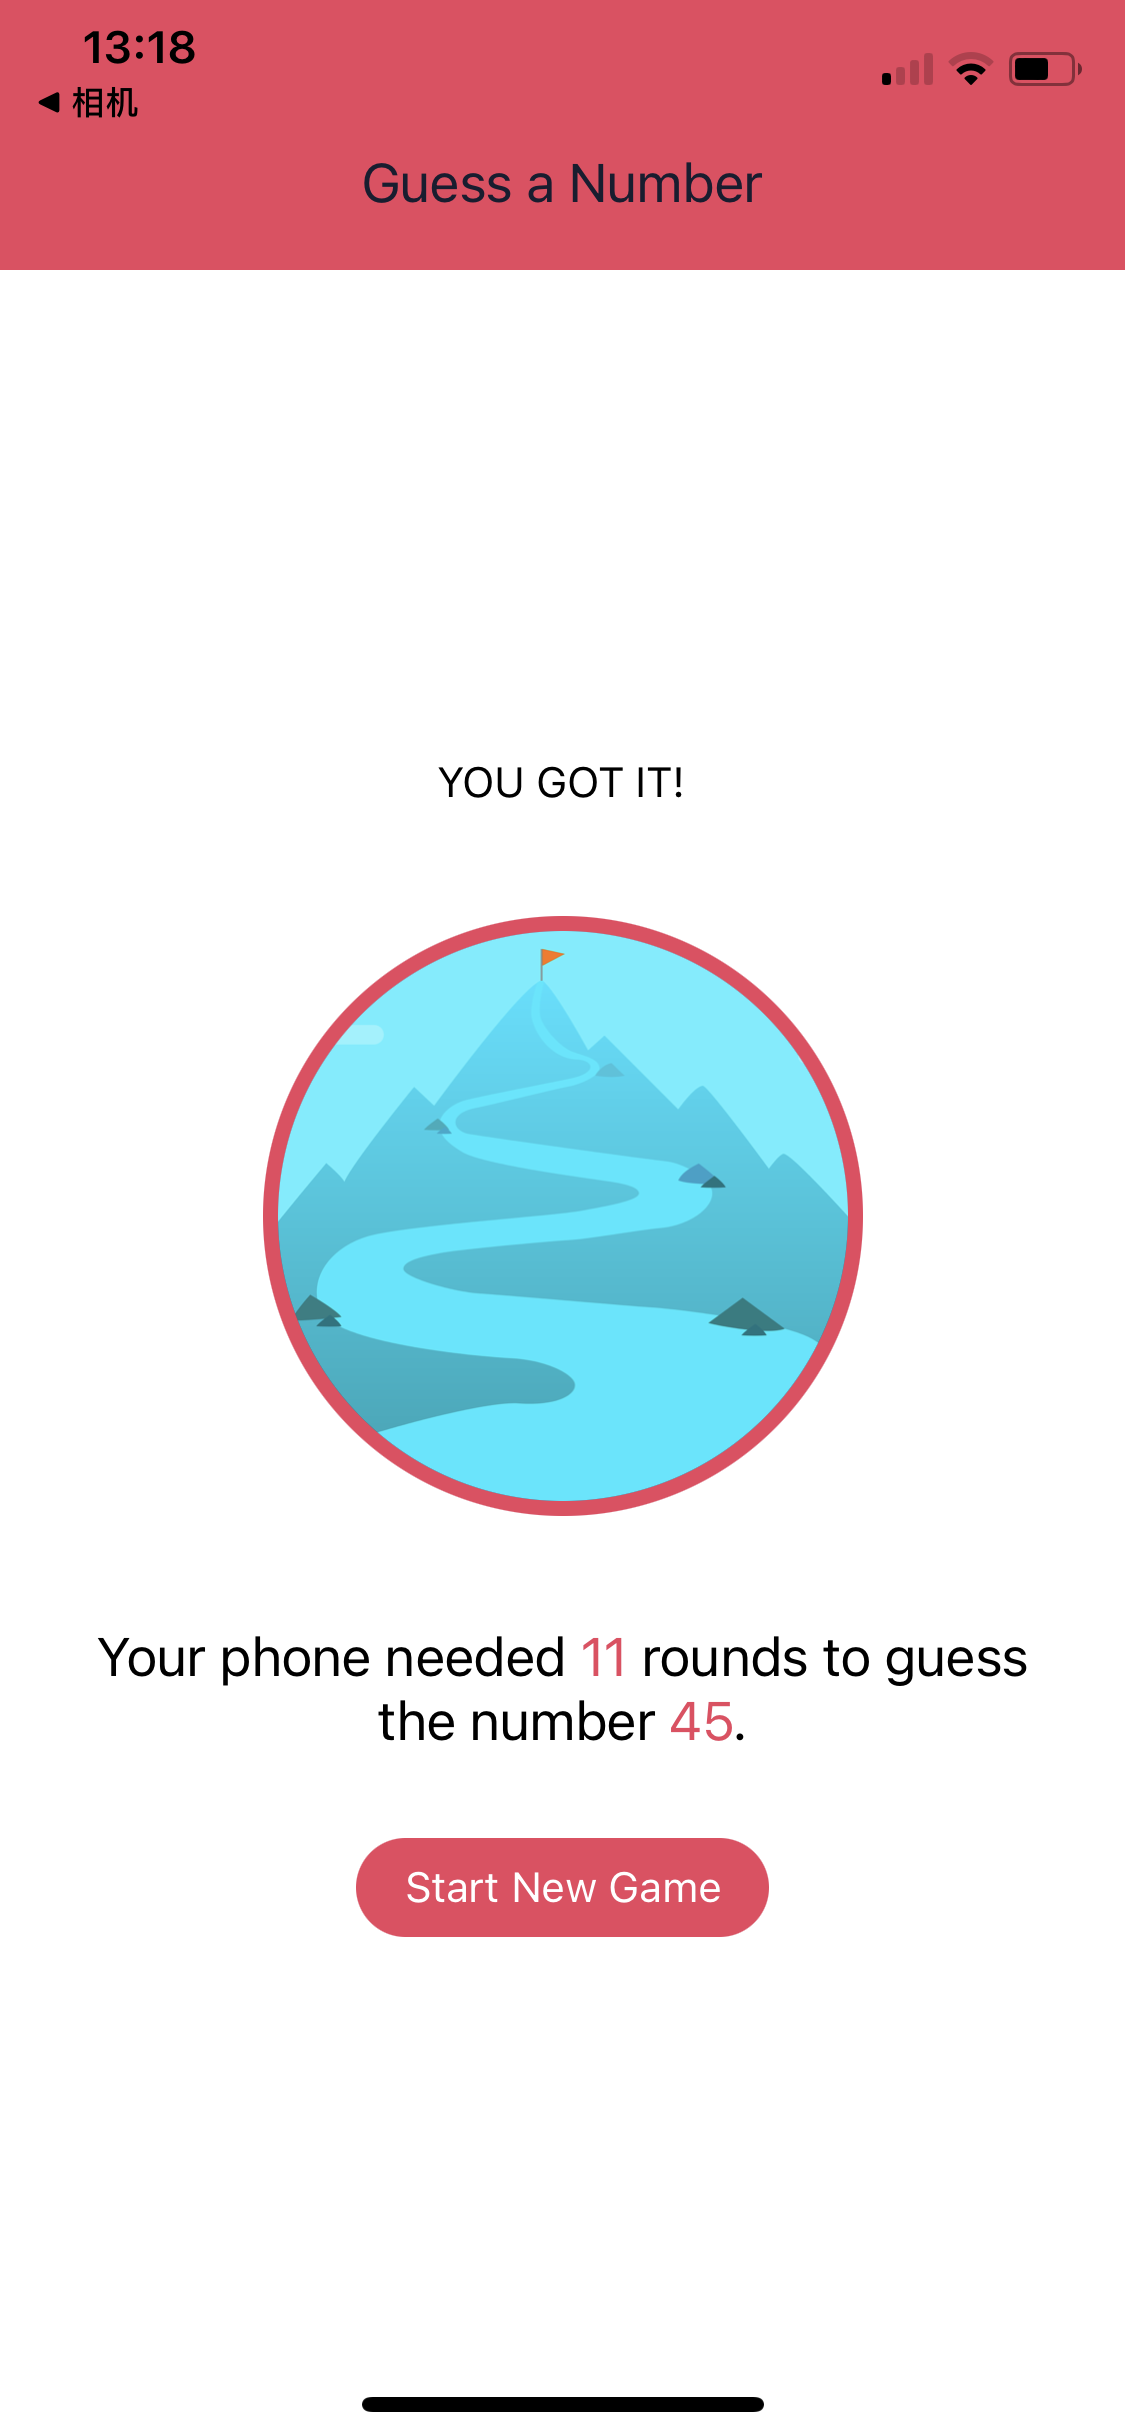 13:18
◀ 相机
Guess a Number
YOU GOT IT!
Your phone needed 11 rounds to guess
the number 45.
Start New Game